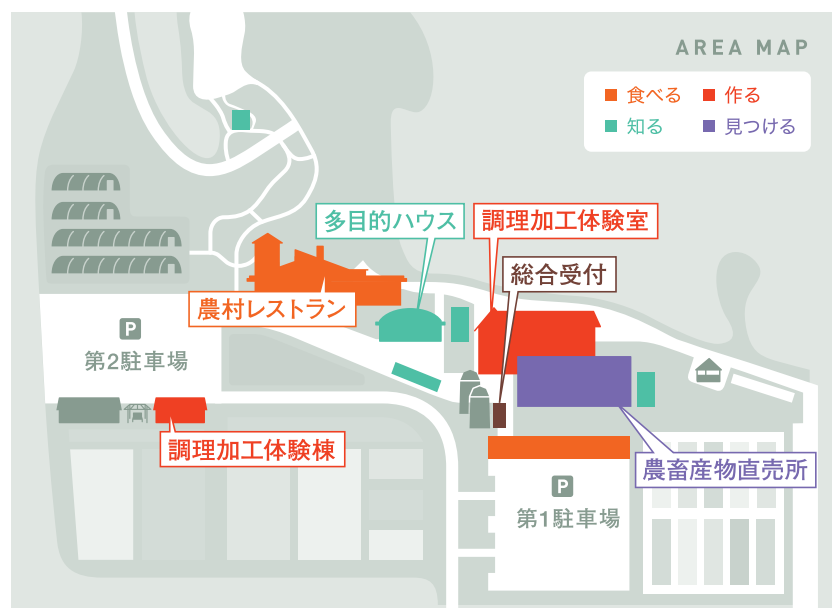 AREA MAP
食べる
作る
知る
見つける
多目的ハウス
調理加工体験室
総合受付
農村レストラン
P
第2駐車場
調理加工体験棟
農畜産物直売所
P
第1駐車場